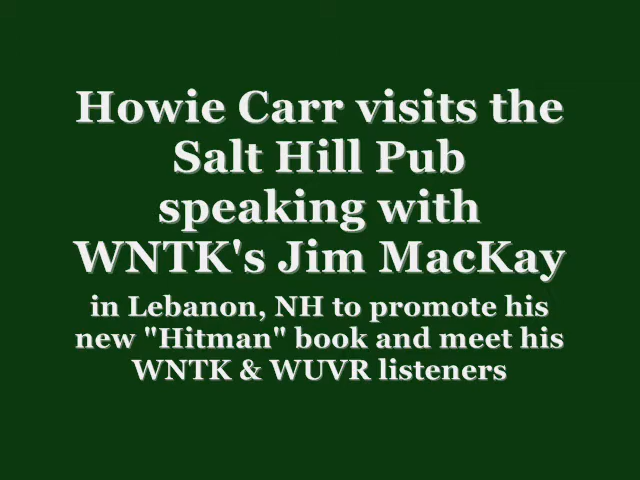 Howie Carr visits the
Salt Hill Pub
speaking with
WNTK's Jim MacKay
in Lebanon, NH to promote his
new "Hitman" book and meet his
WNTK & WUVR listeners